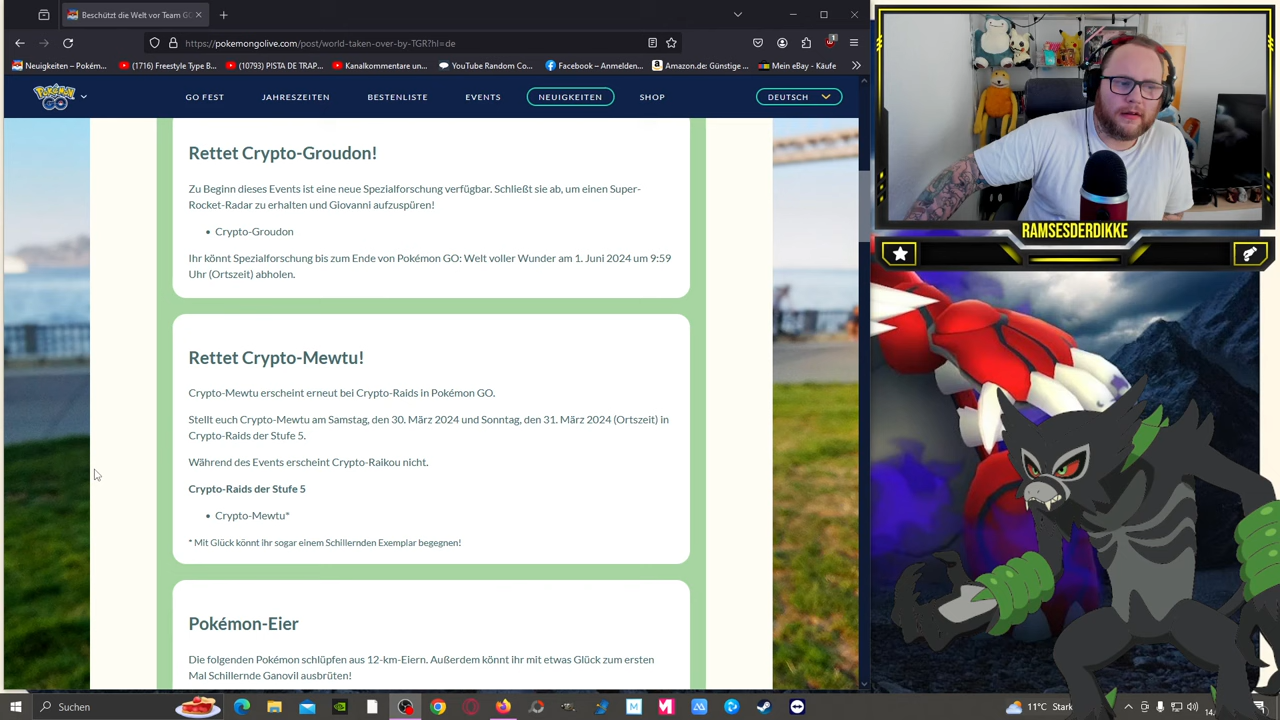 Beschützt die Welt vor Team GO
https://pokemongolive.com/post/world-taken-over-by-TGR?hl=de
1
Neuigkeiten – Pokém...
(1716) Freestyle Type B...
(10793) PISTA DE TRAP...
Kanalkommentare un...
YouTube Random Co...
Facebook – Anmelden...
Amazon.de: Günstige ...
Mein eBay - Käufe
Pokémon GO
GO FEST
JAHRESZEITEN
BESTENLISTE
EVENTS
NEUIGKEITEN
SHOP
DEUTSCH
Rettet Crypto-Groudon!
Zu Beginn dieses Events ist eine neue Spezialforschung verfügbar. Schließt sie ab, um einen Super-
Rocket-Radar zu erhalten und Giovanni aufzuspüren!
• Crypto-Groudon
Ihr könnt Spezialforschung bis zum Ende von Pokémon GO: Welt voller Wunder am 1. Juni 2024 um 9:59
Uhr (Ortszeit) abholen.
Rettet Crypto-Mewtu!
Crypto-Mewtu erscheint erneut bei Crypto-Raids in Pokémon GO.
Stellt euch Crypto-Mewtu am Samstag, den 30. März 2024 und Sonntag, den 31. März 2024 (Ortszeit) in
Crypto-Raids der Stufe 5.
Während des Events erscheint Crypto-Raikou nicht.
Crypto-Raids der Stufe 5
• Crypto-Mewtu*
* Mit Glück könnt ihr sogar einem Schillernden Exemplar begegnen!
Pokémon-Eier
Die folgenden Pokémon schlüpfen aus 12-km-Eiern. Außerdem könnt ihr mit etwas Glück zum ersten
Mal Schillernde Ganovil ausbrüten!
RAMSESDERDIKKE
Suchen
11°C Stark